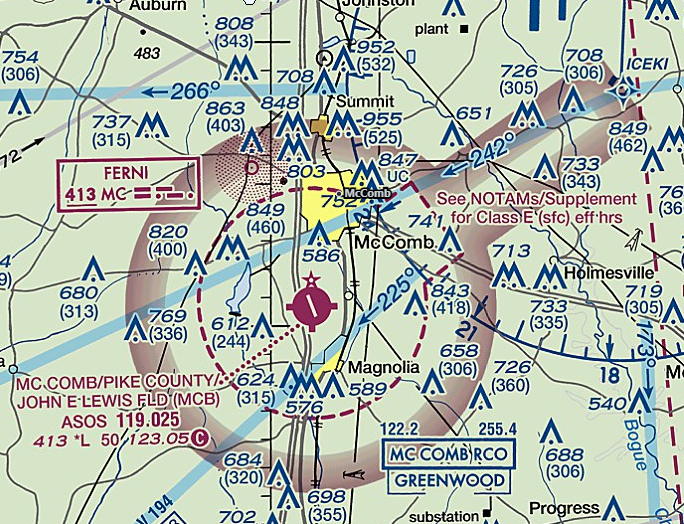 Auburn
Johnston
plant
808
(343)
483
952
(532)
708
(306)
ICEKI
754
(306)
266°
708
726
(305)
737
(315)
863
(403)
848
Summit
955
(525)
651
849
(462)
72
242°
FERNI
413 MC
803
847
UC
733
(343)
McComb
752
See NOTAMs/Supplement
for Class E (sfc) eff hrs
849
(460)
820
(400)
586
McComb
741
713
Holmesville
680
(313)
225°
843
(418)
733
(335)
719
(305)
769
(336)
612
(244)
21
173°
658
(306)
726
(360)
18
MC COMB/PIKE COUNTY/
JOHN E LEWIS FLD (MCB)
ASOS 119.025
413 *L 50 123.05 C
624
(315)
Magnolia
576
589
540
122.2
255.4
MC COMB RCO
GREENWOOD
688
(306)
Bogue
684
(320)
V 194
698
(355)
702
substation
Progress